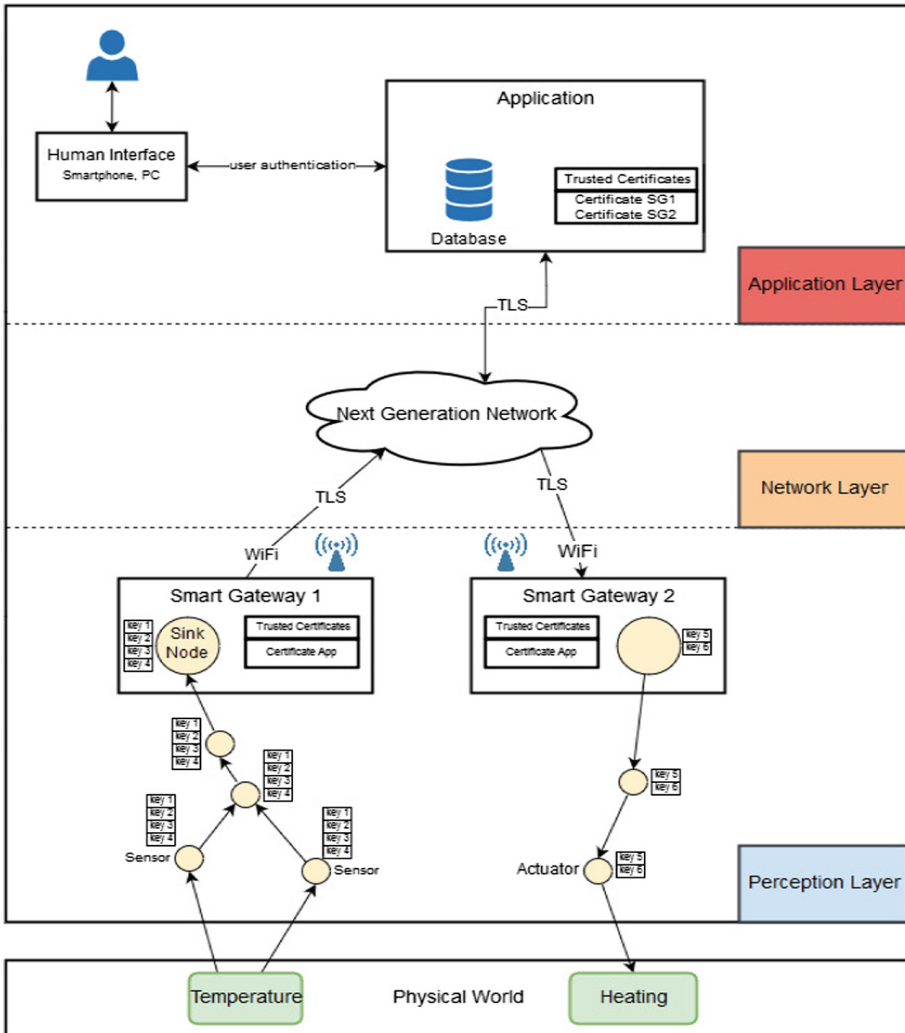 Application
Human Interface
Smartphone, PC
user authentication
Trusted Certificates
Certificate SG1
Certificate SG2
Database
Application Layer
TLS
Next Generation Network
Network Layer
TLS
TLS
WiFi
WiFi
Smart Gateway 1
Smart Gateway 2
key 1
key 2
key 3
key 4
Sink
Node
Trusted Certificates
Certificate App
Trusted Certificates
Certificate App
key 5
key 6
key 1
key 2
key 3
key 4
key 1
key 2
key 3
key 4
key 5
key 6
key 1
key 2
key 3
key 4
key 1
key 2
key 3
key 4
Sensor
Sensor
Actuator
key 5
key 6
Perception Layer
Temperature
Physical World
Heating